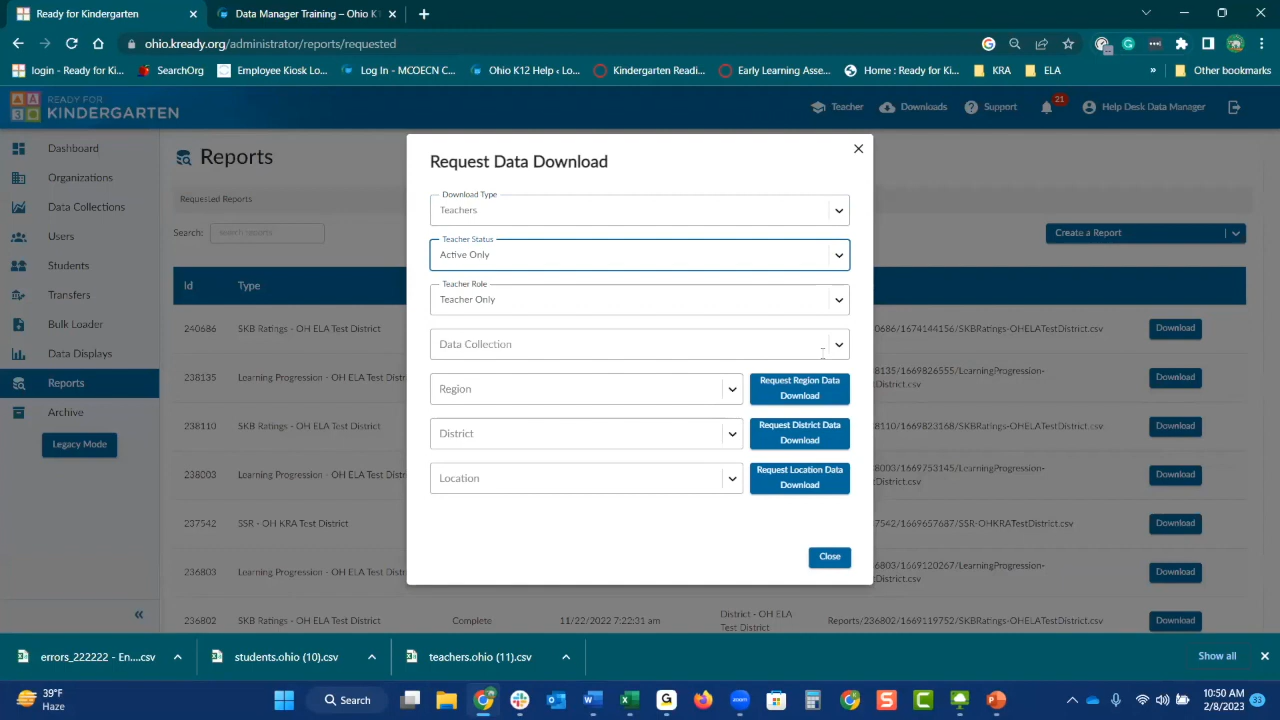 Ready for Kindergarten
Data Manager Training – Ohio K1
ohio.kready.org/administrator/reports/requested
login - Ready for Ki...
SearchOrg
Employee Kiosk Lo...
Log In - MCOECN C...
Ohio K12 Help ‹ Lo...
Kindergarten Readi...
Early Learning Asse...
Home : Ready for Ki...
KRA
ELA
»
Other bookmarks
READY FOR
KINDERGARTEN
Teacher
Downloads
Support
21
Help Desk Data Manager
Dashboard
Organizations
Data Collections
Users
Students
Transfers
Bulk Loader
Data Displays
Reports
Archive
Legacy Mode
«
Reports
Requested Reports
Search:
search reports
Create a Report
Id
Type
240686
SKB Ratings - OH ELA Test District
0686/1674144156/SKBRatings-OHELATestDistrict.csv
Download
238135
Learning Progression - OH ELA Test Distr
8135/1669826555/LearningProgression-
District.csv
Download
238110
SKB Ratings - OH ELA Test District
8110/1669823168/SKBRatings-OHELATestDistrict.csv
Download
238003
Learning Progression - OH ELA Test Distr
8003/1669753145/LearningProgression-
District.csv
Download
237542
SSR - OH KRA Test District
7542/1669657687/SSR-OHKRATestDistrict.csv
Download
236803
Learning Progression - OH ELA Test Distr
6803/1669120267/LearningProgression-
District.csv
Download
236802
SKB Ratings - OH ELA Test District
Complete
11/22/2022 7:22:31 am
District - OH ELA
Test District
Reports/236802/1669119752/SKBRatings-OHELATestDistrict.csv
Download
Request Data Download
Download Type
Teachers
Teacher Status
Active Only
Teacher Role
Teacher Only
Data Collection
Region
Request Region Data
Download
District
Request District Data
Download
Location
Request Location Data
Download
Close
errors_222222 - En....csv
students.ohio (10).csv
teachers.ohio (11).csv
Show all
39°F
Haze
Search
10:50 AM
2/8/2023
33